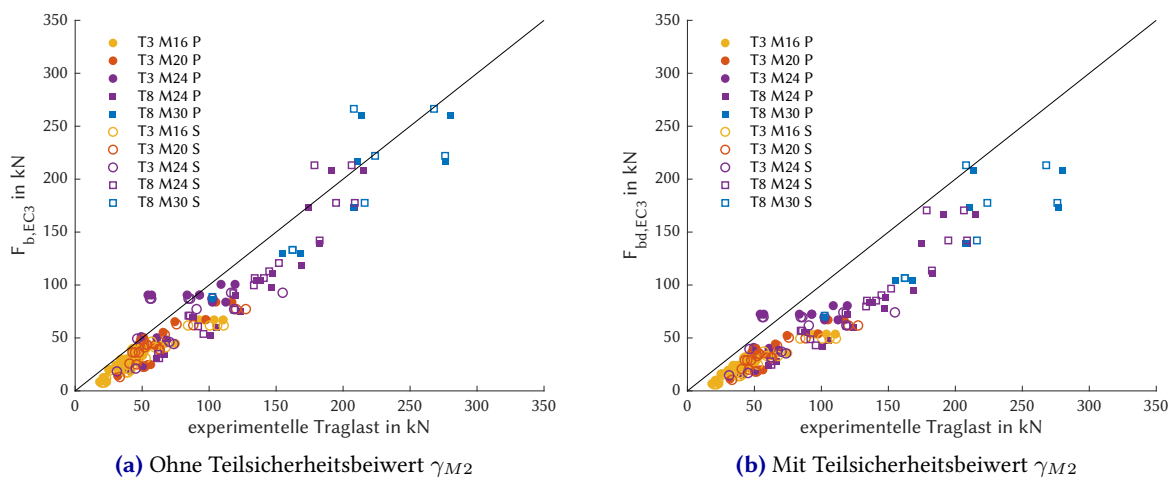 350
300
250
200
150
100
50
0
F_b,EC3 in kN
T3 M16 P
T3 M20 P
T3 M24 P
T8 M24 P
T8 M30 P
T3 M16 S
T3 M20 S
T3 M24 S
T8 M24 S
T8 M30 S
0 50 100 150 200 250 300 350
experimentelle Traglast in kN
(a) Ohne Teilsicherheitsbeiwert γ_M2
350
300
250
200
150
100
50
0
F_bd,EC3 in kN
T3 M16 P
T3 M20 P
T3 M24 P
T8 M24 P
T8 M30 P
T3 M16 S
T3 M20 S
T3 M24 S
T8 M24 S
T8 M30 S
0 50 100 150 200 250 300 350
experimentelle Traglast in kN
(b) Mit Teilsicherheitsbeiwert γ_M2